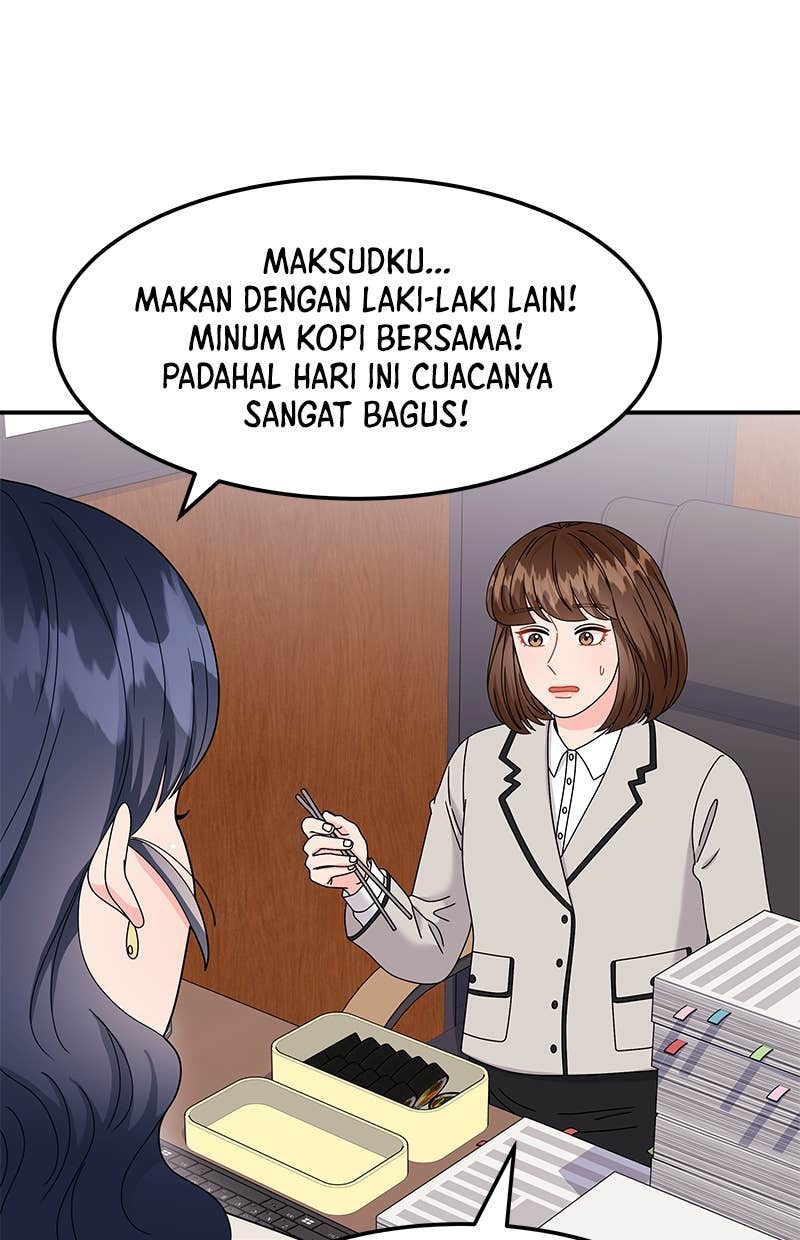 MAKSUDKU...
MAKAN DENGAN LAKI-LAKI LAIN!
MINUM KOPI BERSAMA!
PADAHAL HARI INI CUACANYA
SANGAT BAGUS!